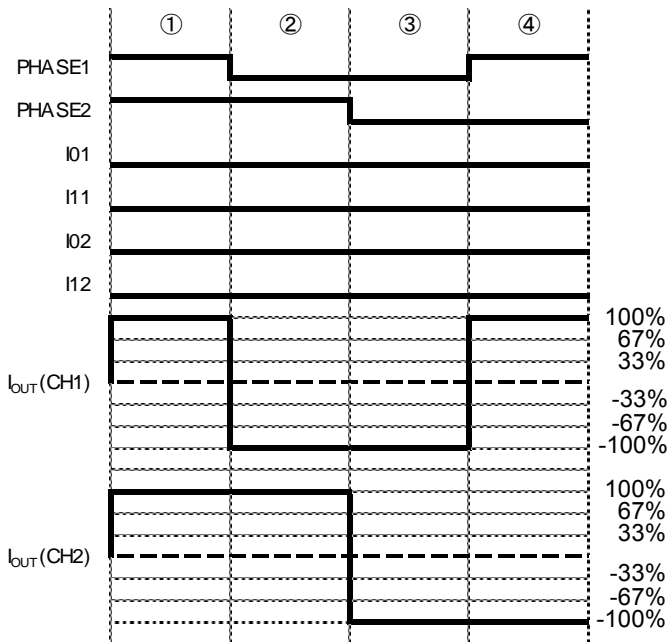 ① ② ③ ④
PHASE1
PHASE2
I01
I11
I02
I12
100%
67%
33%
IOUT(CH1)
-33%
-67%
-100%
100%
67%
33%
IOUT(CH2)
-33%
-67%
-100%